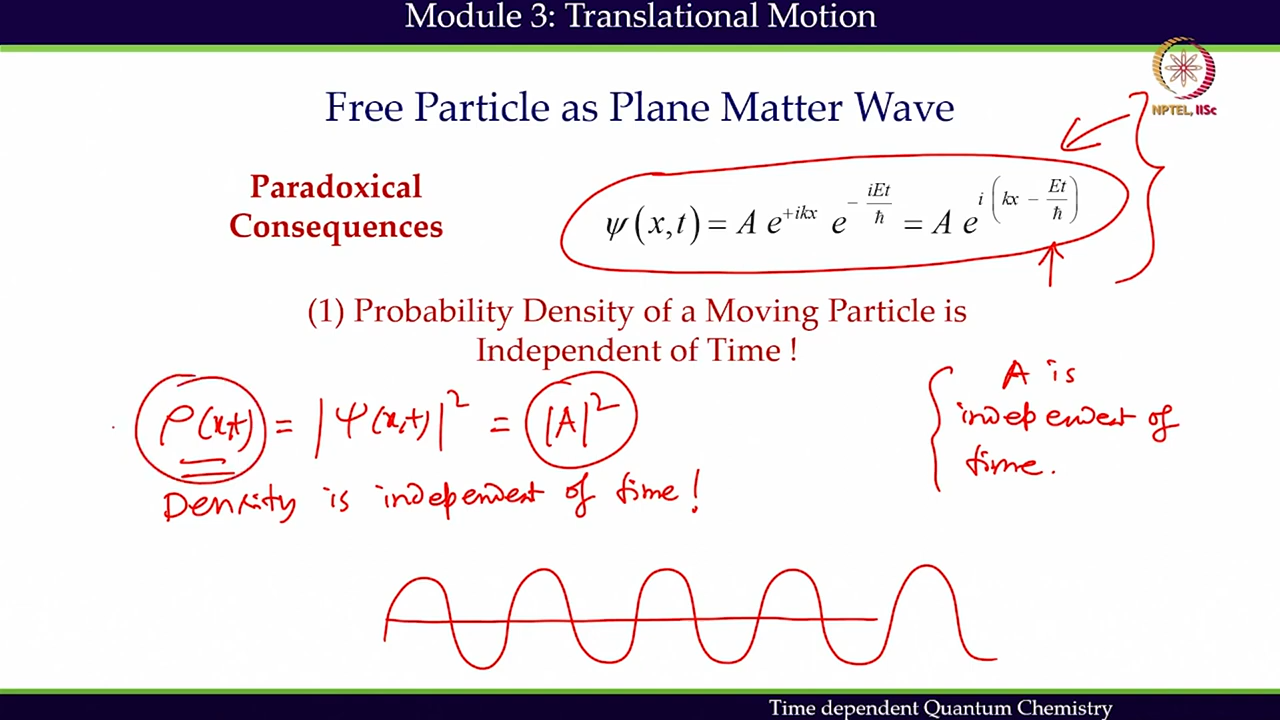 Module 3: Translational Motion
NPTEL, IISc
Free Particle as Plane Matter Wave
Paradoxical
Consequences
ψ(x,t) = A e^{+ikx} e^{-iEt/ħ} = A e^{i(kx - Et/ħ)}
(1) Probability Density of a Moving Particle is
Independent of Time !
ρ(x,t) = |ψ(x,t)|² = |A|²
A is
independent of
time.
Density is independent of time!
Time dependent Quantum Chemistry